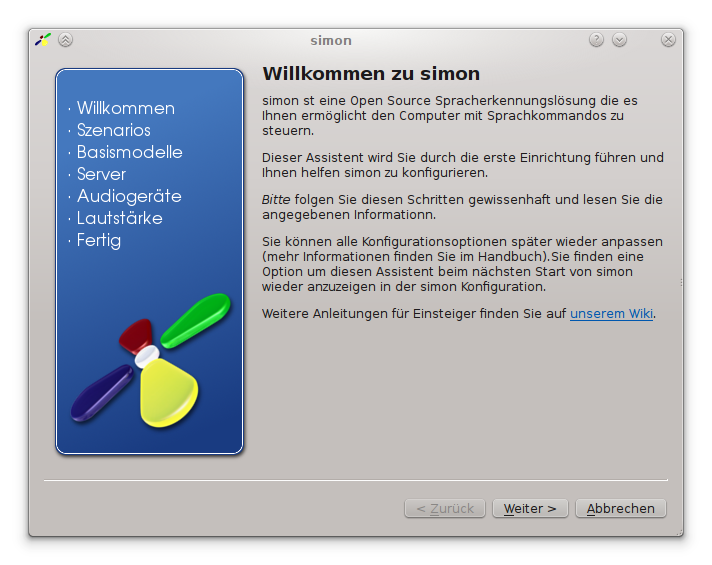 simon
· Willkommen
· Szenarios
· Basismodelle
· Server
· Audiogeräte
· Lautstärke
· Fertig
Willkommen zu simon
simon st eine Open Source Spracherkennungslösung die es
Ihnen ermöglicht den Computer mit Sprachkommandos zu
steuern.
Dieser Assistent wird Sie durch die erste Einrichtung führen und
Ihnen helfen simon zu konfigurieren.
Bitte folgen Sie diesen Schritten gewissenhaft und lesen Sie die
angegebenen Informationn.
Sie können alle Konfigurationsoptionen später wieder anpassen
(mehr Informationen finden Sie im Handbuch).Sie finden eine
Option um diesen Assistent beim nächsten Start von simon
wieder anzuzeigen in der simon Konfiguration.
Weitere Anleitungen für Einsteiger finden Sie auf unserem Wiki.
< Zurück
Weiter >
Abbrechen